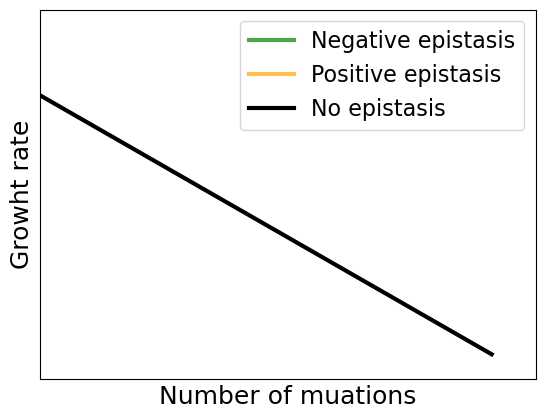 Negative epistasis
Positive epistasis
No epistasis
Growht rate
Number of muations